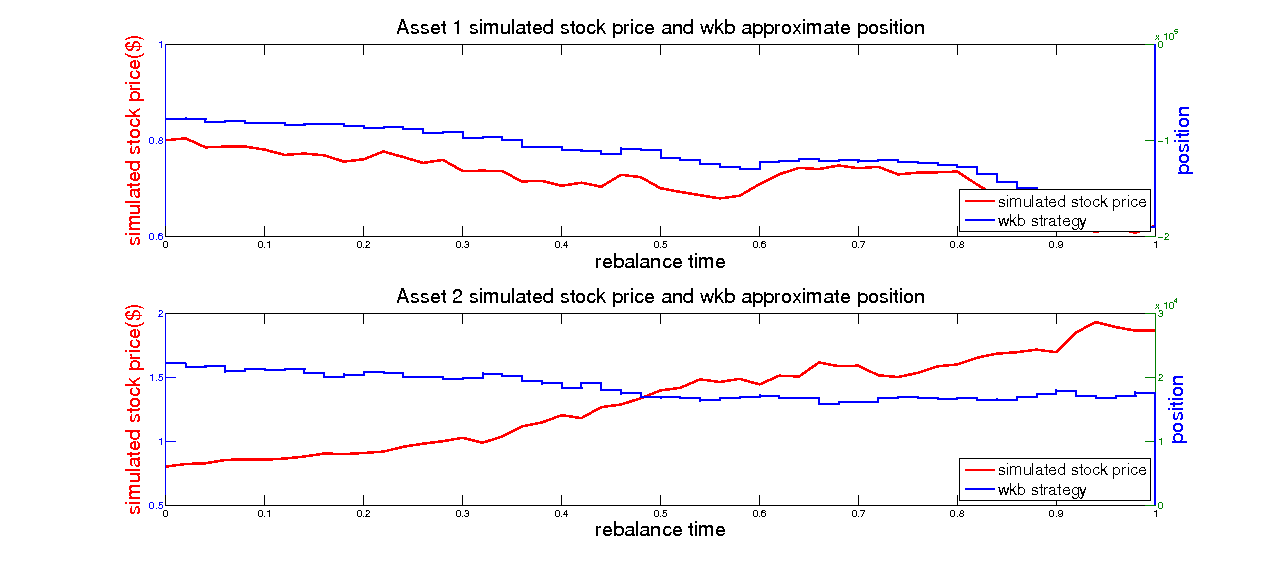 Asset 1 simulated stock price and wkb approximate position
simulated stock price($)
1
0.8
0.6
x 10^5
0
-1
-2
position
simulated stock price
wkb strategy
0 0.1 0.2 0.3 0.4 0.5 0.6 0.7 0.8 0.9 1
rebalance time
Asset 2 simulated stock price and wkb approximate position
simulated stock price($)
2
1.5
1
0.5
x 10^4
3
2
1
0
position
simulated stock price
wkb strategy
0 0.1 0.2 0.3 0.4 0.5 0.6 0.7 0.8 0.9 1
rebalance time